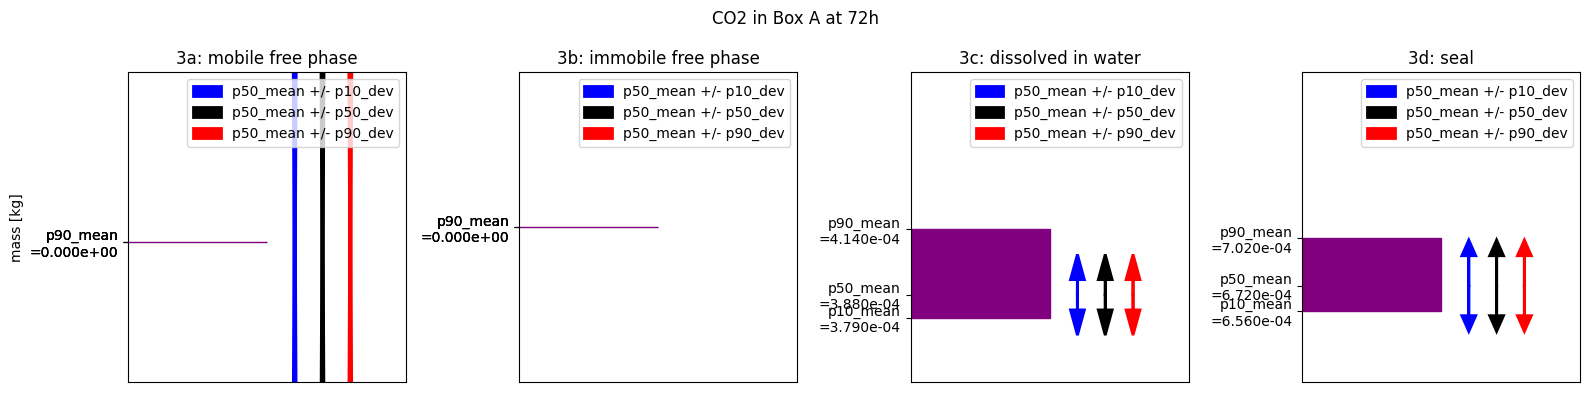 CO2 in Box A at 72h
3a: mobile free phase
p50_mean +/- p10_dev
p50_mean +/- p50_dev
p50_mean +/- p90_dev
mass [kg]
p90_mean
=0.000e+00
3b: immobile free phase
p50_mean +/- p10_dev
p50_mean +/- p50_dev
p50_mean +/- p90_dev
p90_mean
=0.000e+00
3c: dissolved in water
p50_mean +/- p10_dev
p50_mean +/- p50_dev
p50_mean +/- p90_dev
p90_mean
=4.140e-04
p50_mean
=3.880e-04
p10_mean
=3.790e-04
3d: seal
p50_mean +/- p10_dev
p50_mean +/- p50_dev
p50_mean +/- p90_dev
p90_mean
=7.020e-04
p50_mean
=6.720e-04
p10_mean
=6.560e-04